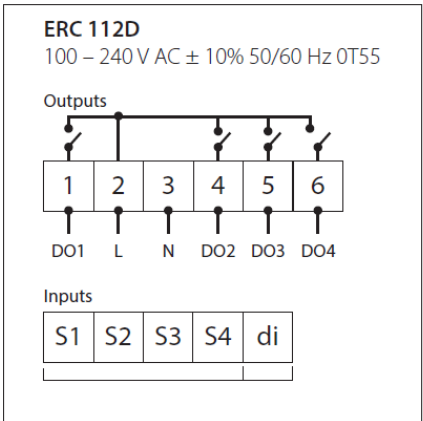 ERC 112D
100 – 240 V AC ± 10% 50/60 Hz 0T55
Outputs
1 2 3 4 5 6
DO1 L N DO2 DO3 DO4
Inputs
S1 S2 S3 S4 di